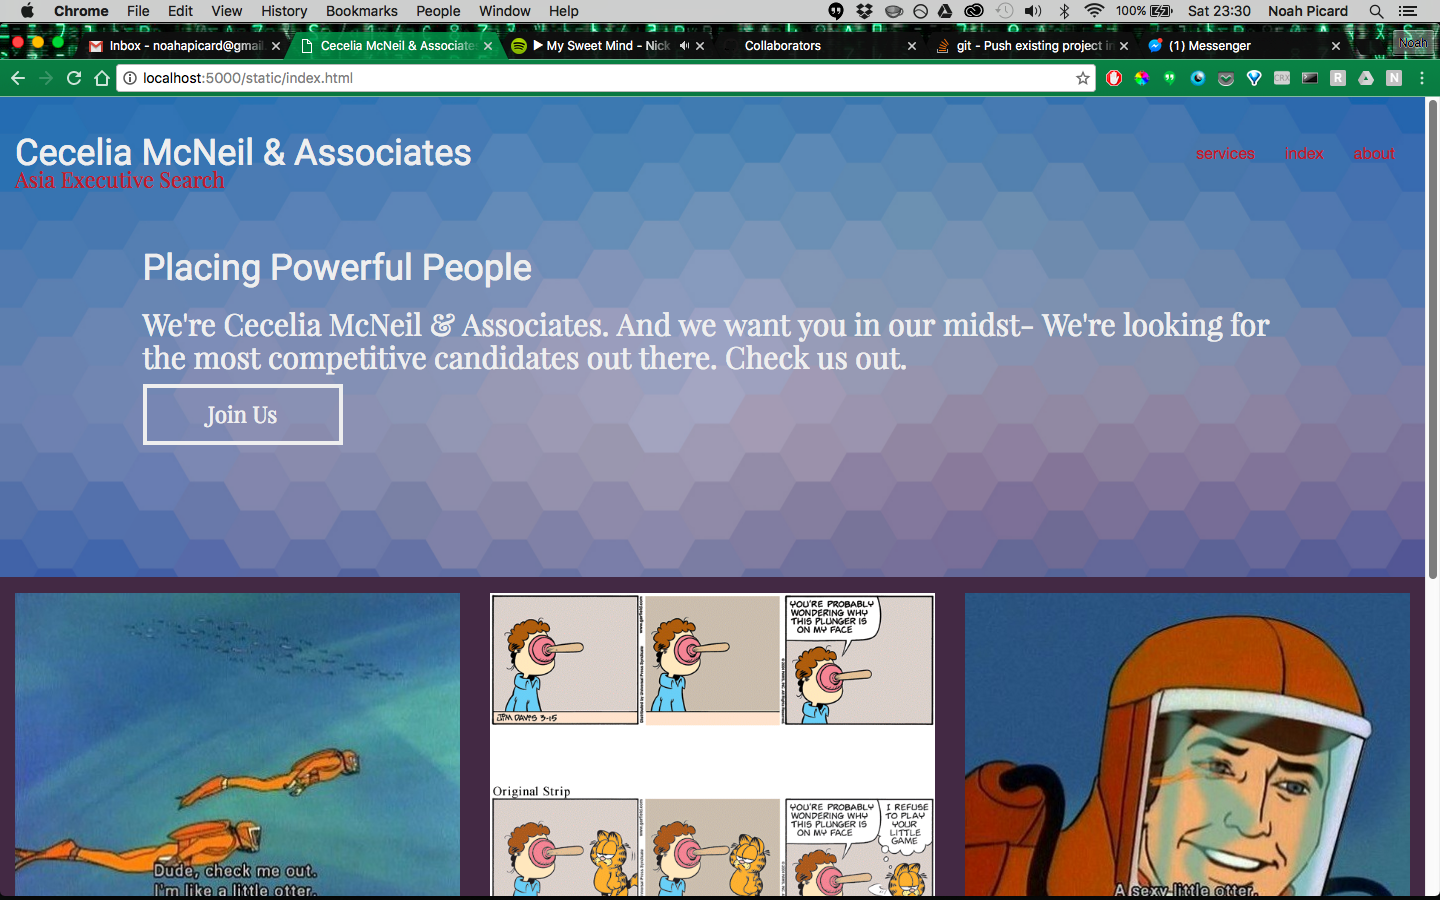 Chrome File Edit View History Bookmarks People Window Help 100% Sat 23:30 Noah Picard
Inbox - noahapicard@gmai Cecelia McNeil & Associate ▶ My Sweet Mind - Nick Collaborators git - Push existing project in (1) Messenger Noah
localhost:5000/static/index.html CRX R N
Cecelia McNeil & Associates
Asia Executive Search
services index about
Placing Powerful People
We're Cecelia McNeil & Associates. And we want you in our midst- We're looking for
the most competitive candidates out there. Check us out.
Join Us
Dude, check me out.
I'm like a little otter.
YOU'RE PROBABLY
WONDERING WHY
THIS PLUNGER IS
ON MY FACE
JIM DAVIS 3-15
Original Strip
YOU'RE PROBABLY
WONDERING WHY
THIS PLUNGER IS
ON MY FACE
I REFUSE
TO PLAY
YOUR
LITTLE
GAME
A sexy little otter.